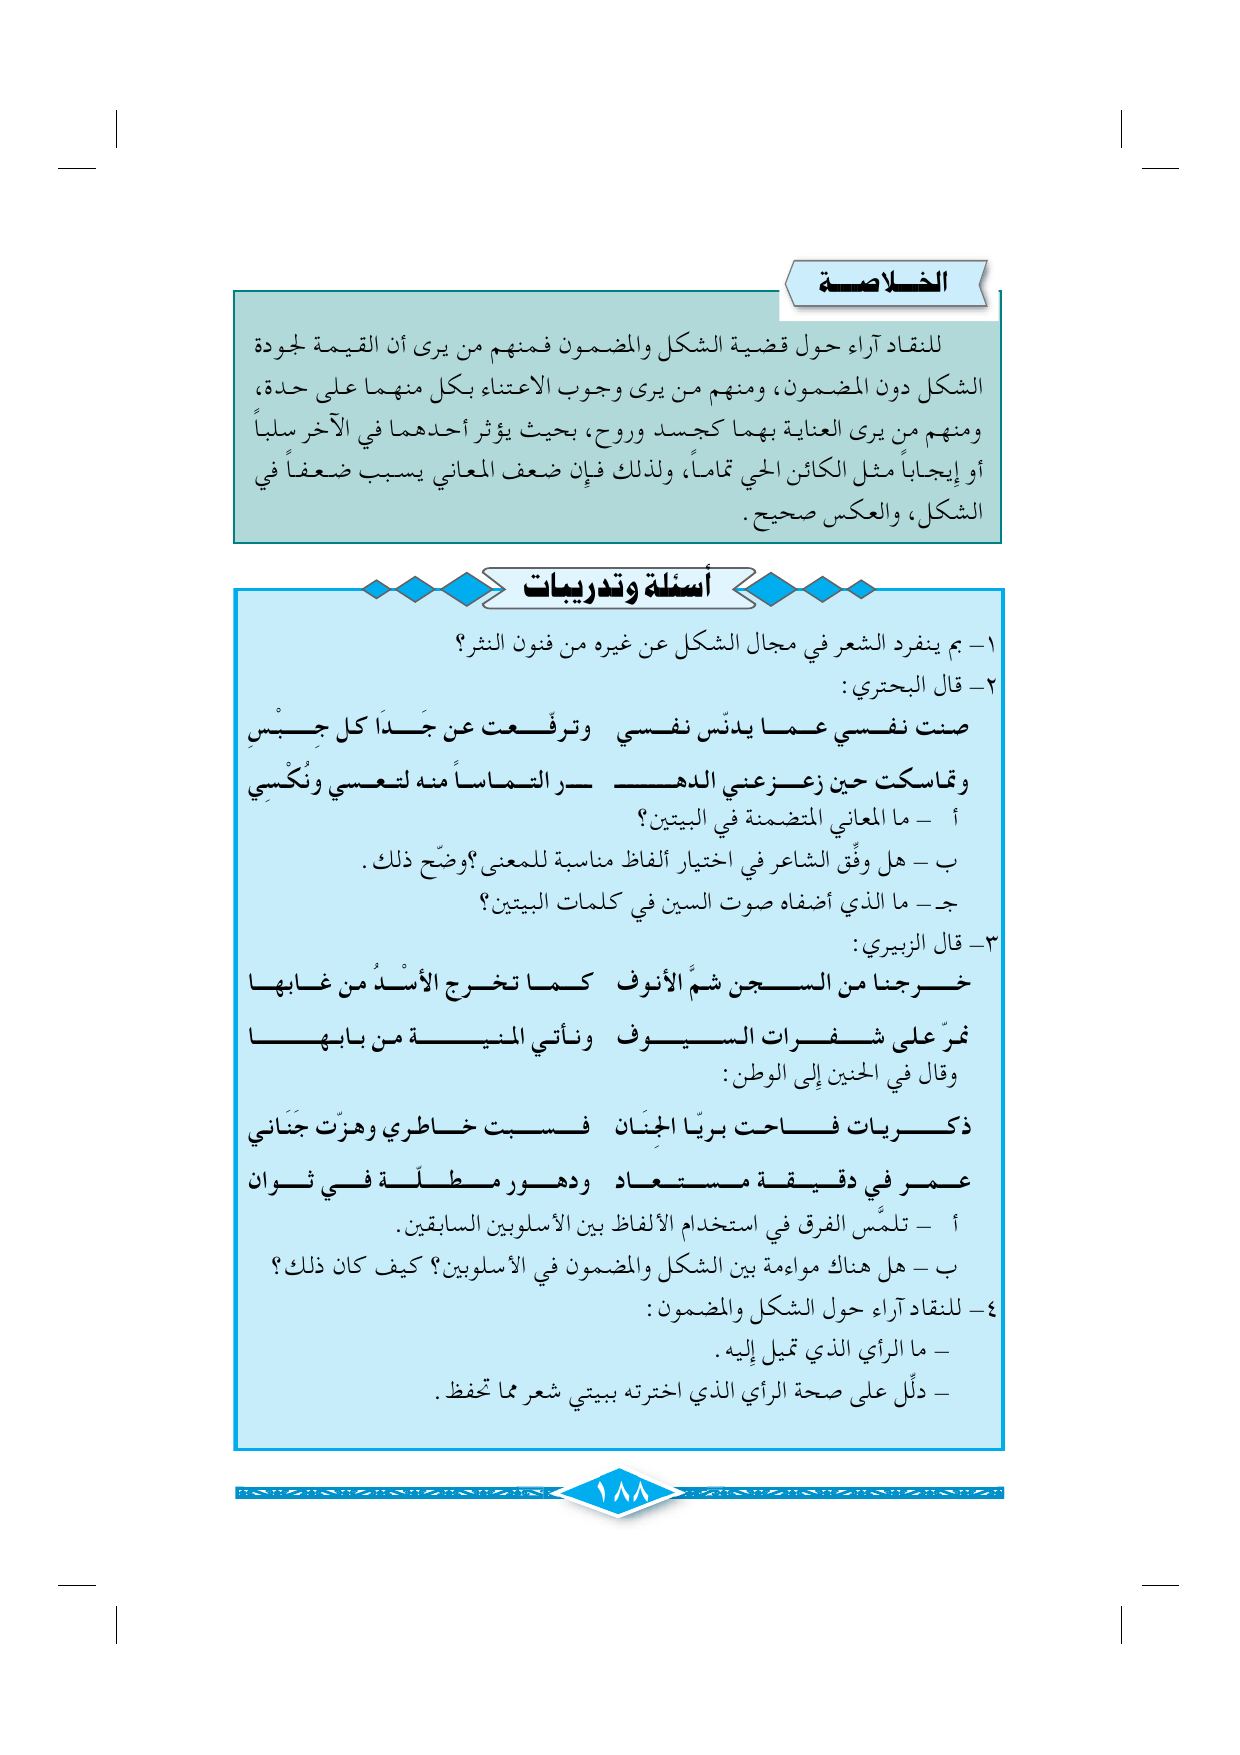 الخلاصة
للنقاد آراء حول قضية الشكل والمضمون فمنهم من يرى أن القيمة لجودة
الشكل دون المضمون، ومنهم من يرى وجوب الاعتناء بكل منهما على حدة،
ومنهم من يرى العناية بهما كجسد وروح، بحيث يؤثر أحدهما في الآخر سلباً
أو إيجاباً مثل الكائن الحي تماماً، ولذلك فإن ضعف المعاني يسبب ضعفاً في
الشكل، والعكس صحيح.
أسئلة وتدريبات
١– بم ينفرد الشعر في مجال الشكل عن غيره من فنون النثر؟
٢– قال البحتري:
صنت نفسي عما يدنّس نفسي وترفّعت عن جَدَا كل جِبْسِ
وتماسكت حين زعزعني الدهـ ـر التماساً منه لتعسي ونُكْسِي
أ – ما المعاني المتضمنة في البيتين؟
ب – هل وفِّق الشاعر في اختيار ألفاظ مناسبة للمعنى؟ وضّح ذلك.
جـ – ما الذي أضفاه صوت السين في كلمات البيتين؟
٣– قال الزبيري:
خرجنا من السجن شمَّ الأنوف كما تخرج الأسْدُ من غابها
نمرّ على شفرات السيوف ونأتي المنية من بابها
وقال في الحنين إلى الوطن:
ذكريات فاحت بريّا الجِنَان فسبت خاطري وهزّت جَنَاني
عمر في دقيقة مستعاد ودهور مطلّة في ثوان
أ – تلمَّس الفرق في استخدام الألفاظ بين الأسلوبين السابقين.
ب – هل هناك مواءمة بين الشكل والمضمون في الأسلوبين؟ كيف كان ذلك؟
٤– للنقاد آراء حول الشكل والمضمون:
– ما الرأي الذي تميل إليه.
– دلِّل على صحة الرأي الذي اخترته ببيتي شعر مما تحفظ.
١٨٨